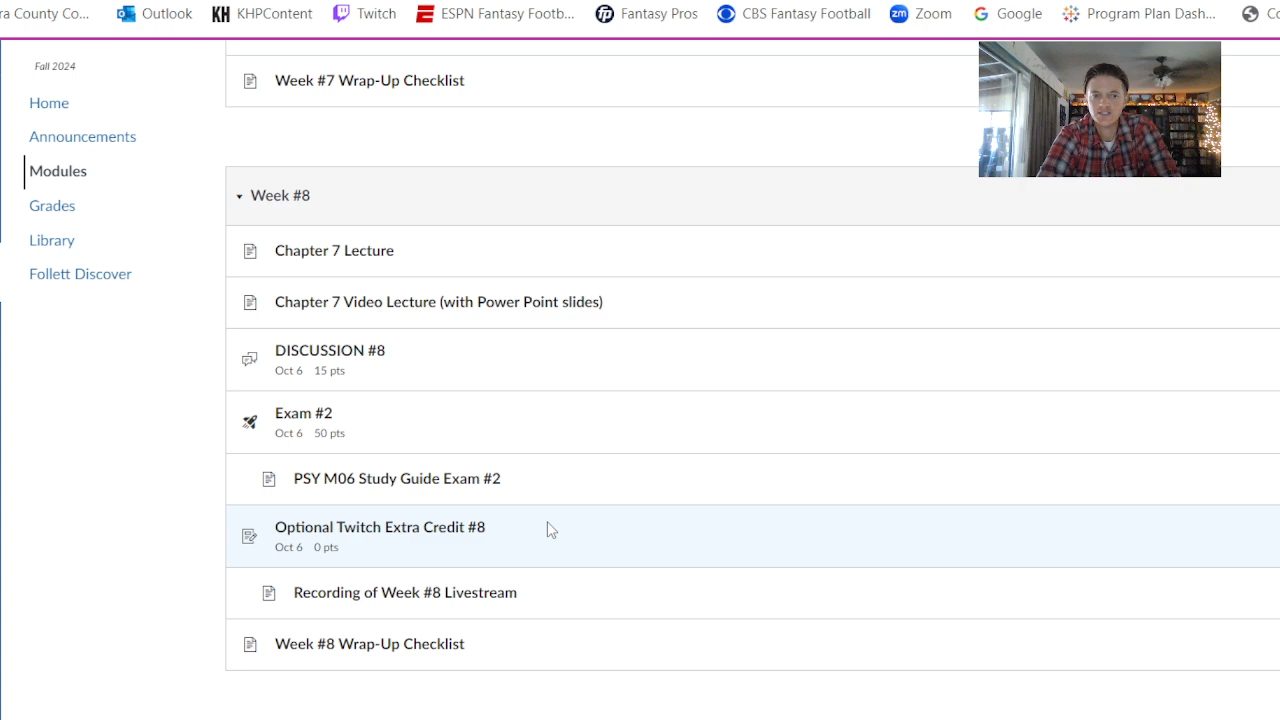 ra County Co... Outlook KH KHPContent Twitch ESPN Fantasy Footb... fp Fantasy Pros CBS Fantasy Football zm Zoom Google Program Plan Dash... Co
Fall 2024
Home
Announcements
Modules
Grades
Library
Follett Discover
Week #7 Wrap-Up Checklist
Week #8
Chapter 7 Lecture
Chapter 7 Video Lecture (with Power Point slides)
DISCUSSION #8
Oct 6 15 pts
Exam #2
Oct 6 50 pts
PSY M06 Study Guide Exam #2
Optional Twitch Extra Credit #8
Oct 6 0 pts
Recording of Week #8 Livestream
Week #8 Wrap-Up Checklist